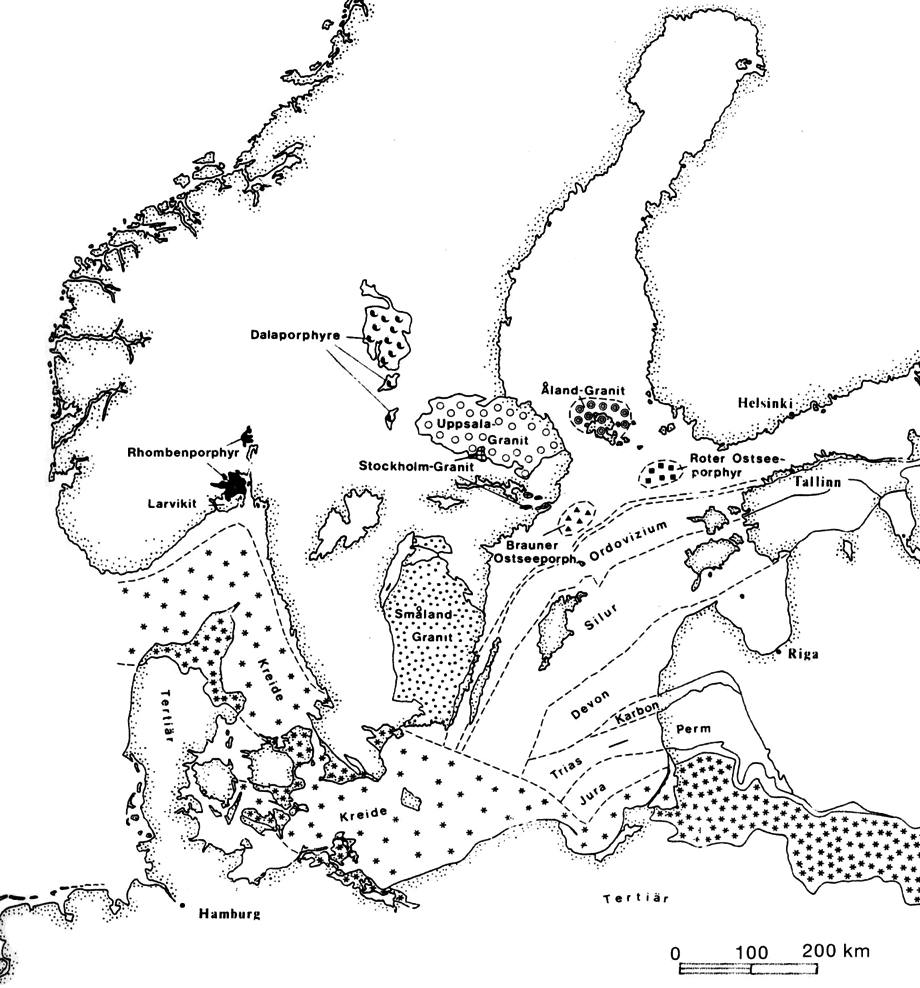 Dalaporphyre
Åland-Granit
Helsinki
Uppsala-
Granit
Rhombenporphyr
Stockholm-Granit
Roter Ostsee-
porphyr
Tallinn
Larvikit
Brauner
Ostseeporph.
Ordovizium
Småland-
Granit
Silur
Riga
Kreide
Tertiär
Devon
Karbon
Perm
Trias
Jura
Kreide
Tertiär
Hamburg
0 100 200 km